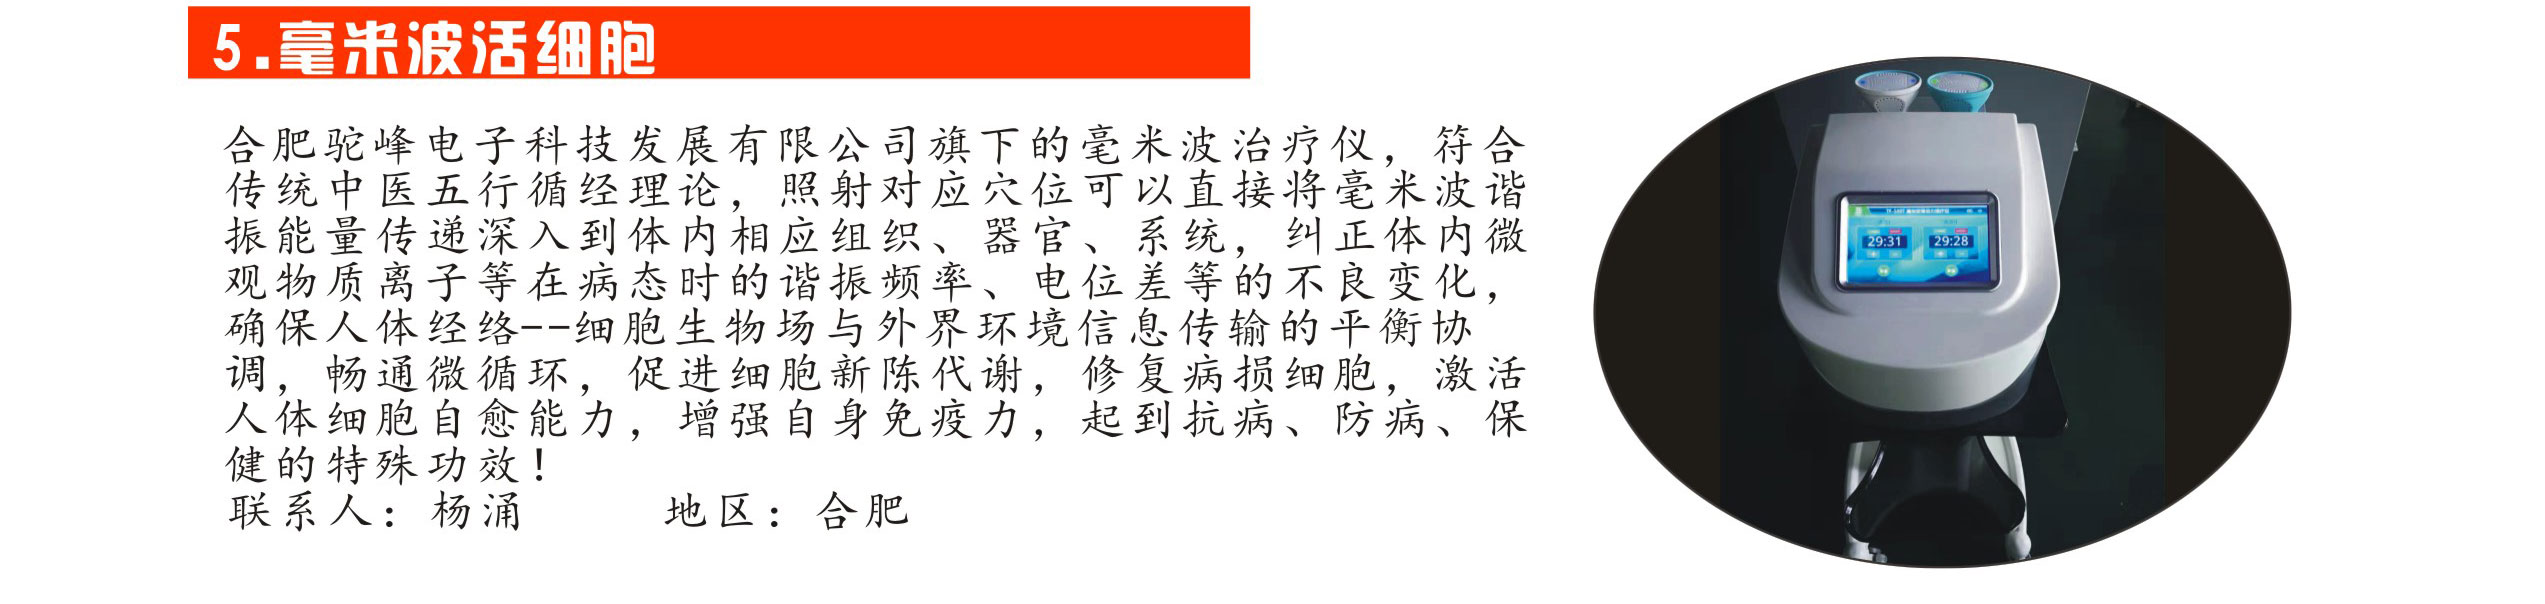 5.毫米波活细胞
合肥驼峰电子科技发展有限公司旗下的毫米波治疗仪，符合
传统中医五行循经理论，照射对应穴位可以直接将毫米波谐
振能量传递深入到体内相应组织、器官、系统，纠正体内微
观物质离子等在病态时的谐振频率、电位差等的不良变化，
确保人体经络--细胞生物场与外界环境信息传输的平衡协
调，畅通微循环，促进细胞新陈代谢，修复病损细胞，激活
人体细胞自愈能力，增强自身免疫力，起到抗病、防病、保
健的特殊功效！
联系人：杨涌 地区：合肥
29:31 29:28